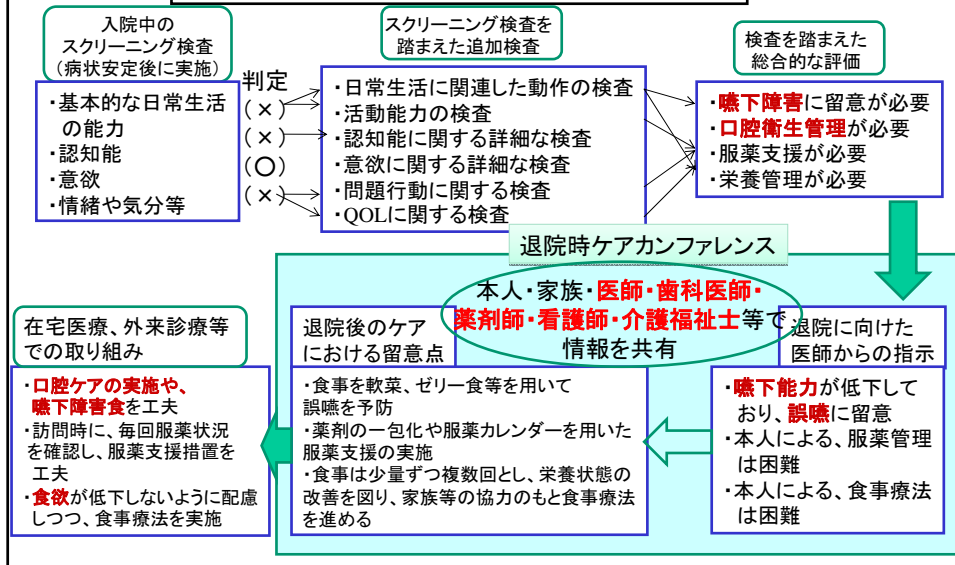 入院中の
スクリーニング検査
(病状安定後に実施)
・基本的な日常生活
の能力
・認知能
・意欲
・情緒や気分等
判定
(×)
(×)
(○)
(×)
スクリーニング検査を
踏まえた追加検査
・日常生活に関連した動作の検査
・活動能力の検査
・認知能に関する詳細な検査
・意欲に関する詳細な検査
・問題行動に関する検査
・QOLに関する検査
検査を踏まえた
総合的な評価
・嚥下障害に留意が必要
・口腔衛生管理が必要
・服薬支援が必要
・栄養管理が必要
退院時ケアカンファレンス
本人・家族・医師・歯科医師・
薬剤師・看護師・介護福祉士等で
情報を共有
退院に向けた
医師からの指示
・嚥下能力が低下して
おり、誤嚥に留意
・本人による、服薬管理
は困難
・本人による、食事療法
は困難
退院後のケア
における留意点
・食事を軟菜、ゼリー食等を用いて
誤嚥を予防
・薬剤の一包化や服薬カレンダーを用いた
服薬支援の実施
・食事は少量ずつ複数回とし、栄養状態の
改善を図り、家族等の協力のもと食事療法
を進める
在宅医療、外来診療等
での取り組み
・口腔ケアの実施や、
嚥下障害食を工夫
・訪問時に、毎回服薬状況
を確認し、服薬支援措置を
工夫
・食欲が低下しないように配慮
しつつ、食事療法を実施